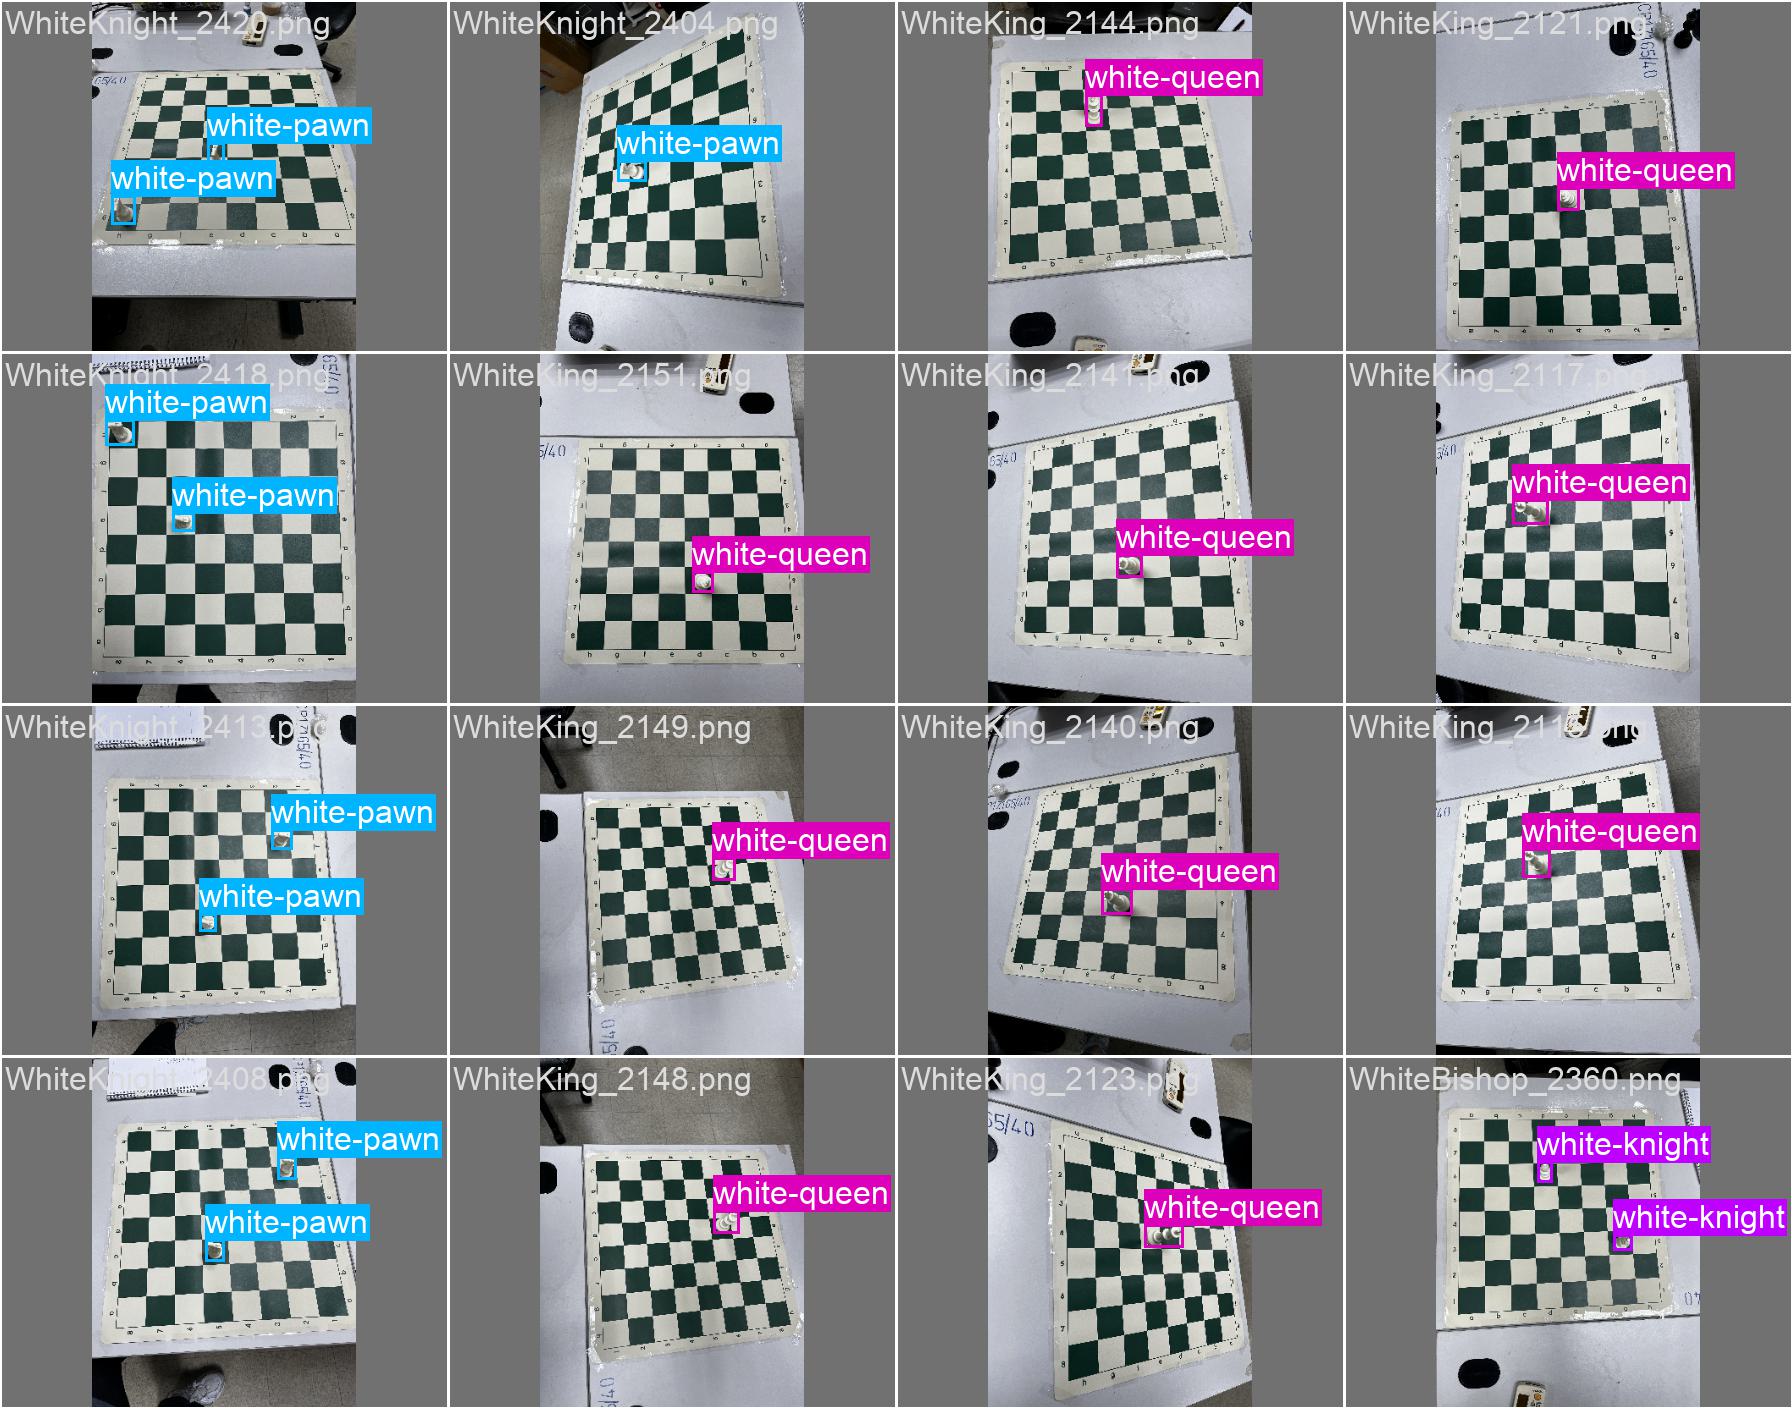 WhiteKnight_2420.png
white-pawn
white-pawn
WhiteKnight_2404.png
white-pawn
WhiteKing_2144.png
white-queen
WhiteKing_2121.png
white-queen
WhiteKnight_2418.png
white-pawn
white-pawn
WhiteKing_2151.png
white-queen
WhiteKing_2141.png
white-queen
WhiteKing_2117.png
white-queen
WhiteKnight_2413.png
white-pawn
white-pawn
WhiteKing_2149.png
white-queen
WhiteKing_2140.png
white-queen
white-queen
WhiteKnight_2408.png
white-pawn
white-pawn
WhiteKing_2148.png
white-queen
WhiteKing_2123.png
65/40
white-queen
WhiteBishop_2360.png
white-knight
white-knight